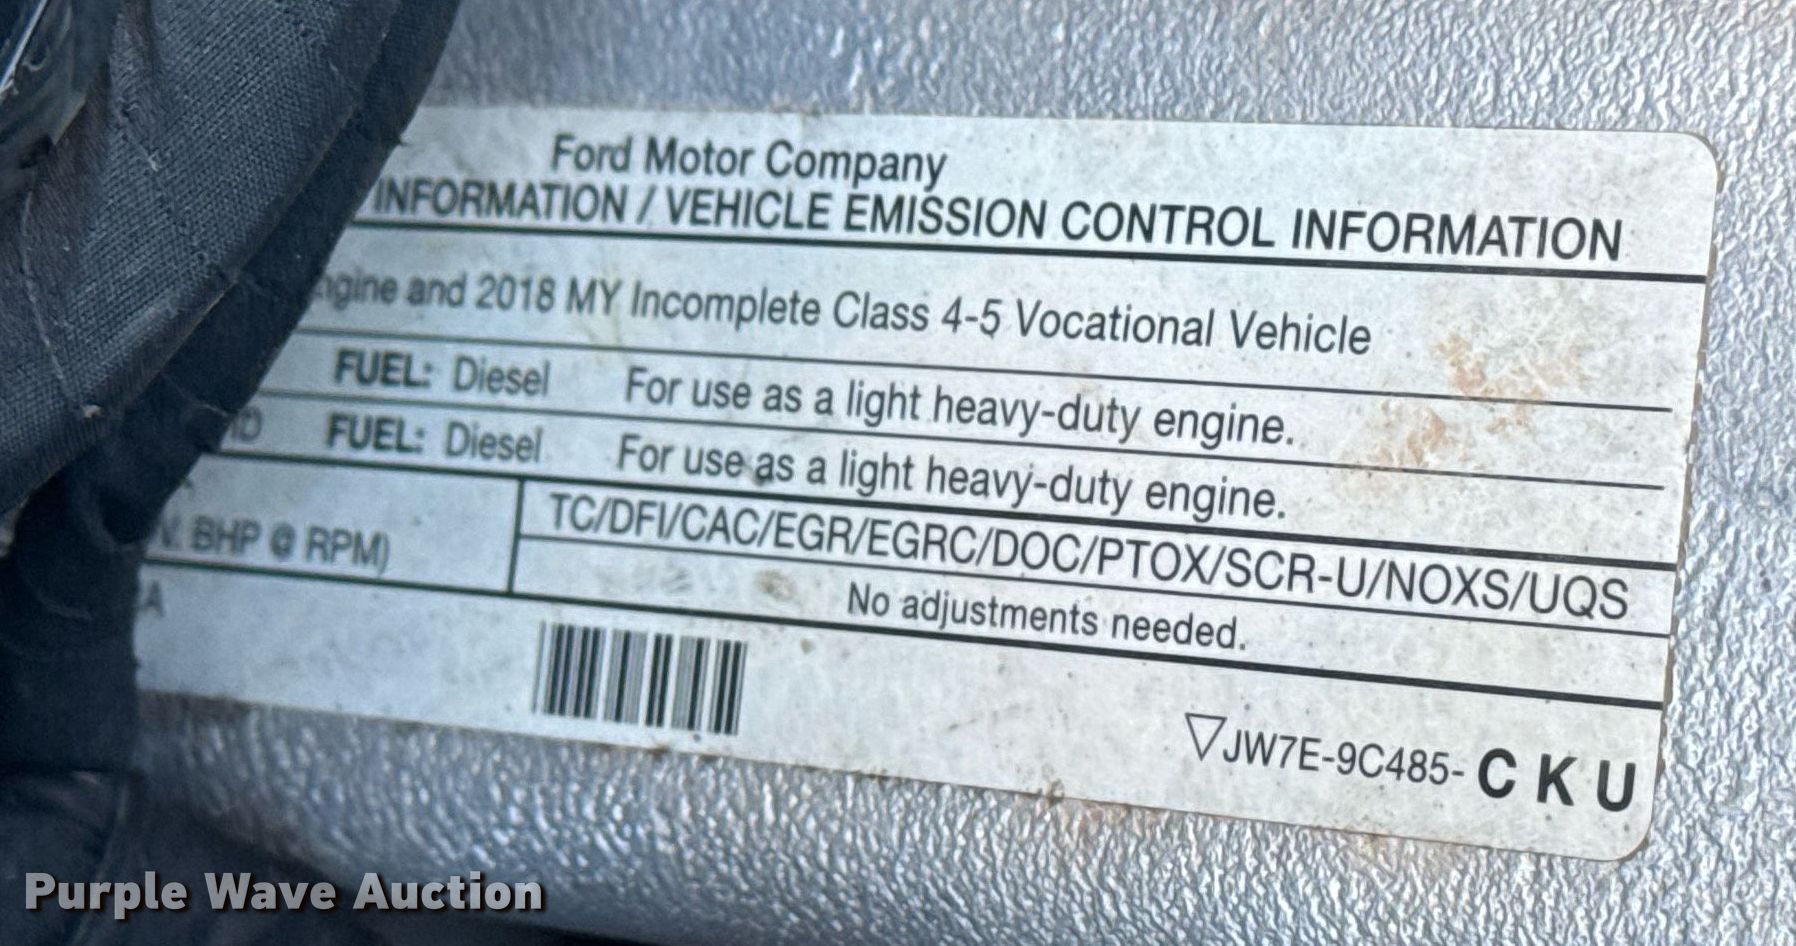 Ford Motor Company
INFORMATION / VEHICLE EMISSION CONTROL INFORMATION
and 2018 MY Incomplete Class 4-5 Vocational Vehicle
FUEL: Diesel For use as a light heavy-duty engine.
FUEL: Diesel For use as a light heavy-duty engine.
BHP @ RPM)
TC/DFI/CAC/EGR/EGRC/DOC/PTOX/SCR-U/NOXS/UQS
No adjustments needed.
▽JW7E-9C485- C K U
Purple Wave Auction